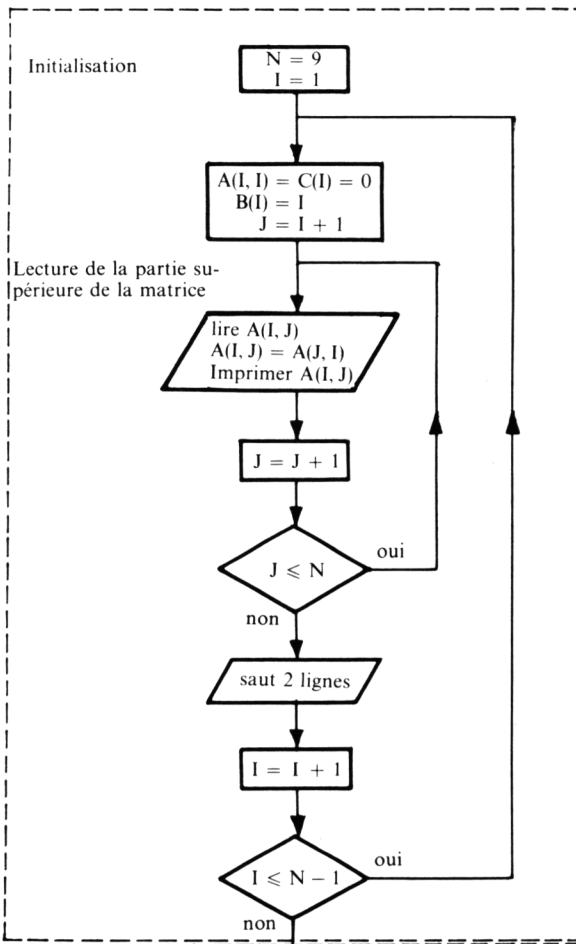 Initialisation
N = 9
I = 1
A(I, I) = C(I) = 0
B(I) = I
J = I + 1
Lecture de la partie su-
périeure de la matrice
lire A(I, J)
A(I, J) = A(J, I)
Imprimer A(I, J)
J = J + 1
J ⩽ N
oui
non
saut 2 lignes
I = I + 1
I ⩽ N − 1
oui
non